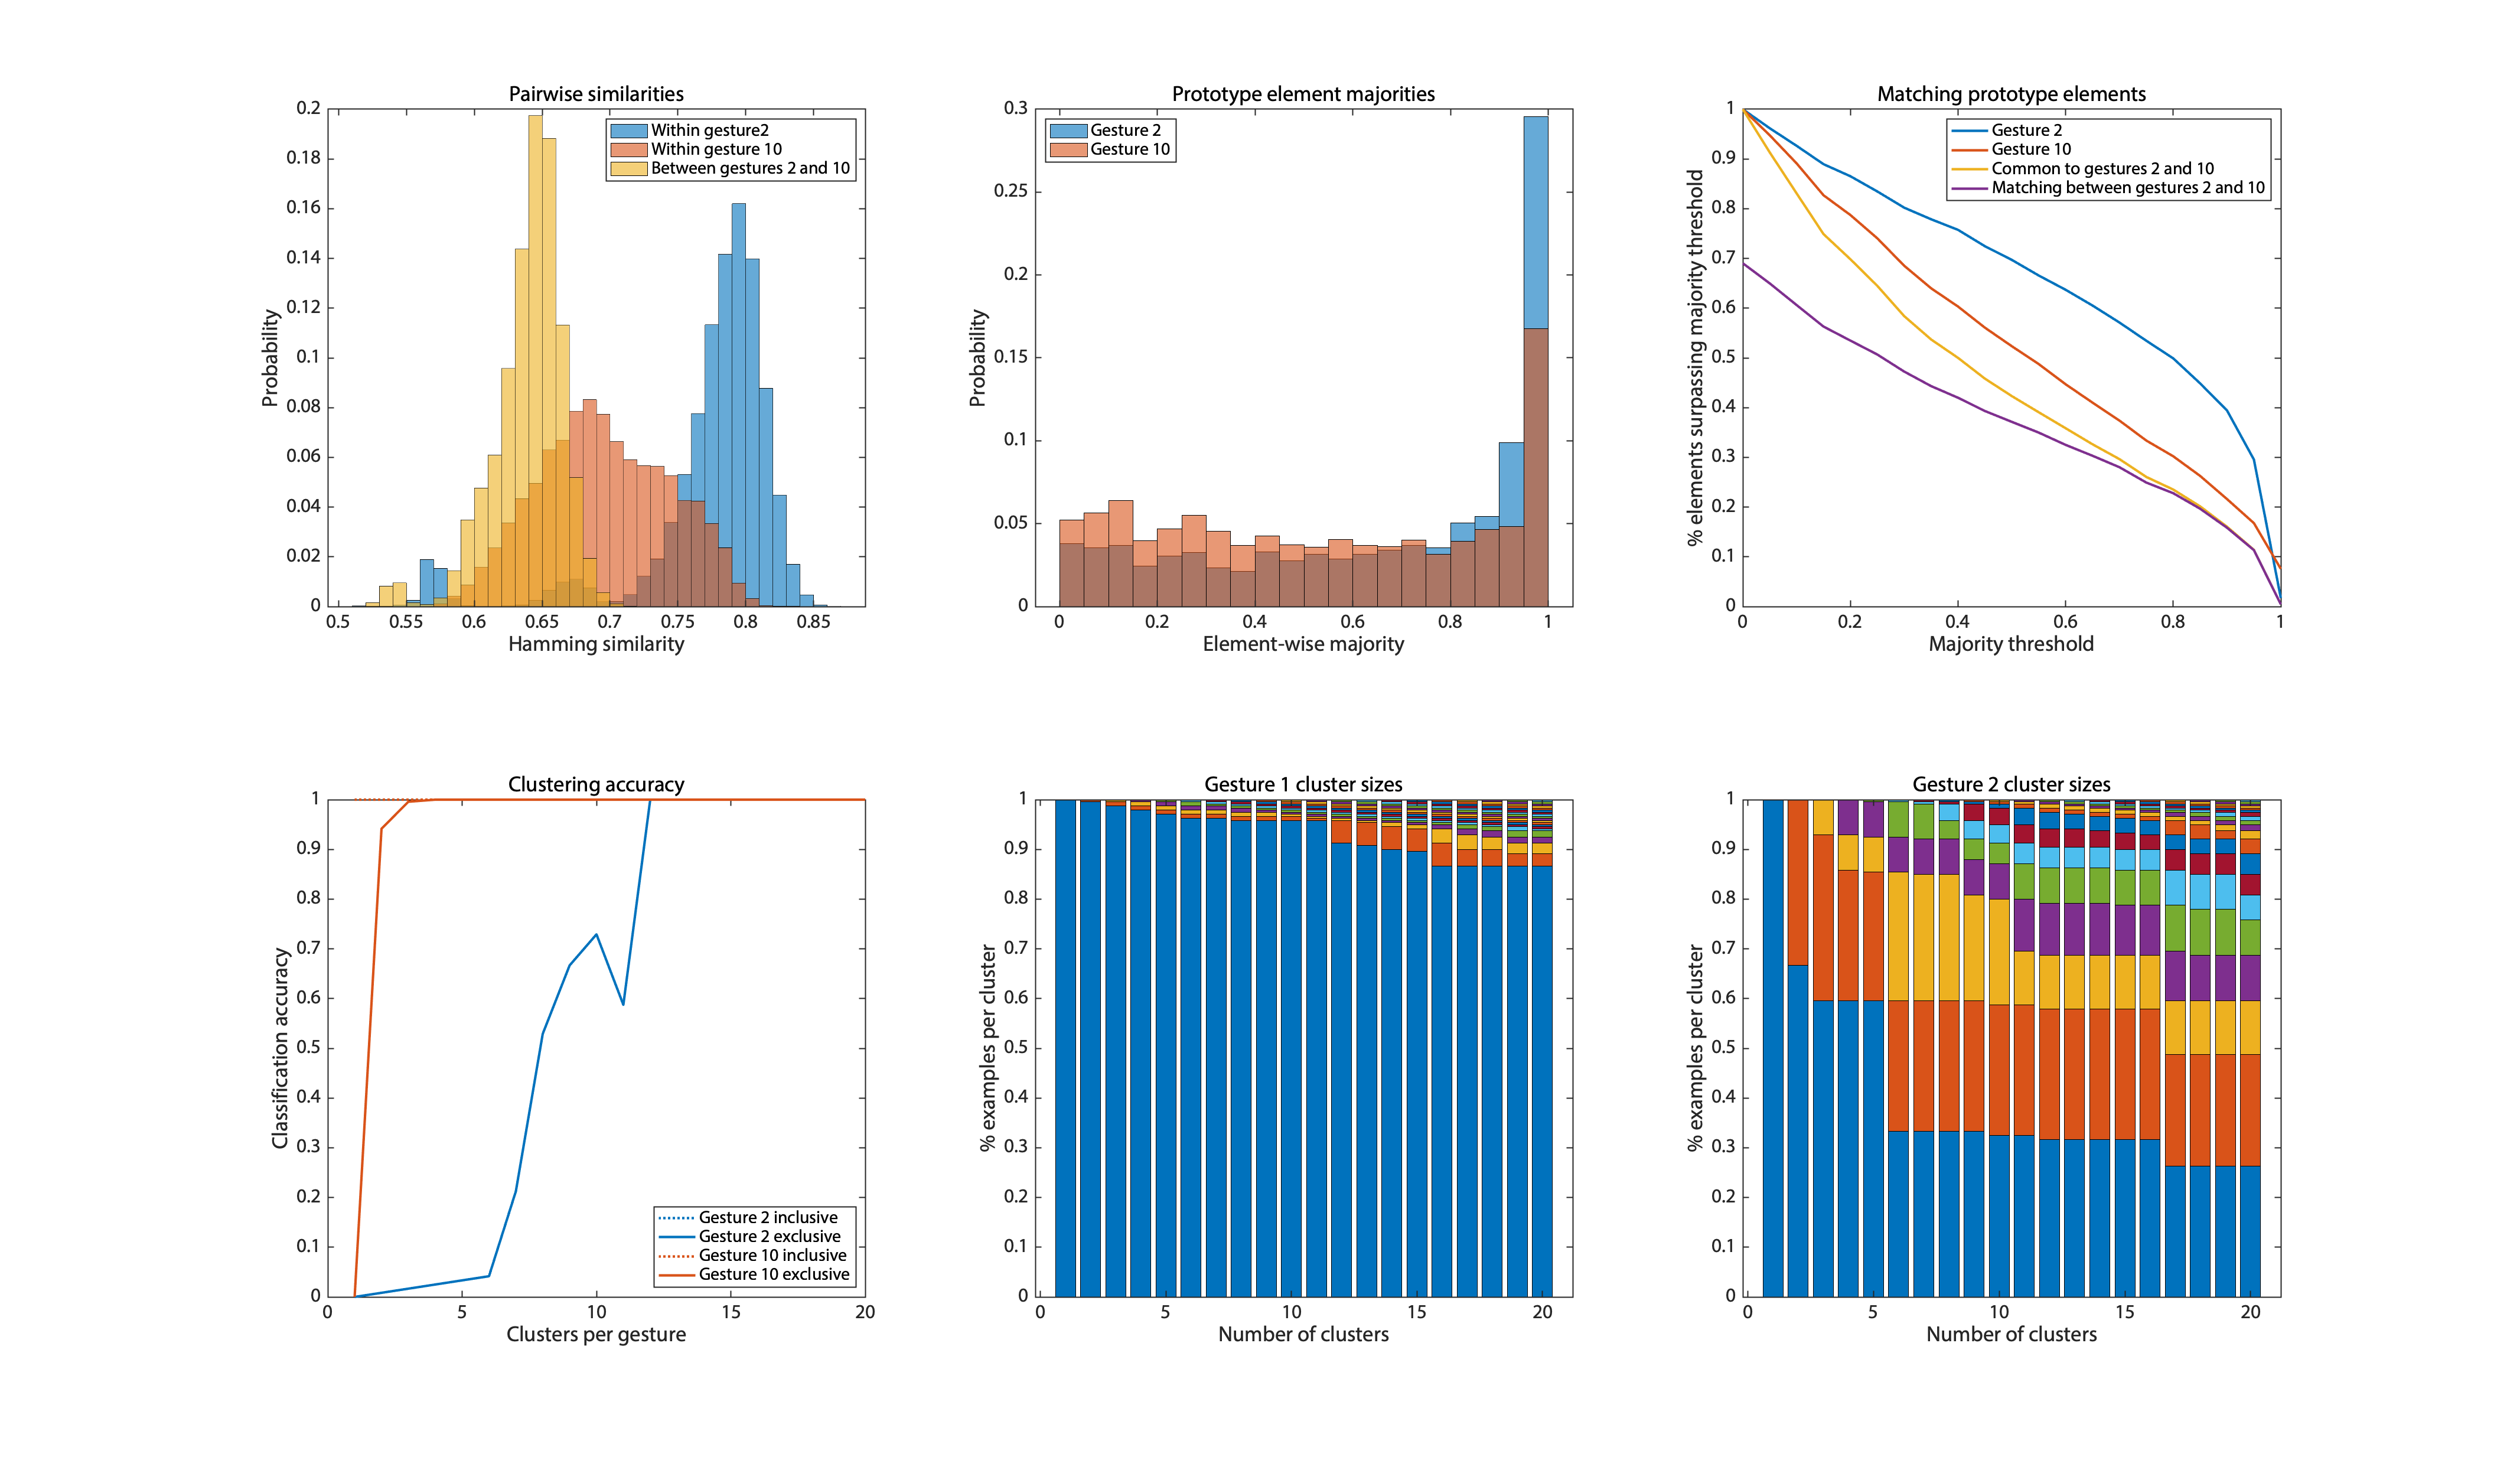 Pairwise similarities
0.2
0.18
0.16
0.14
0.12
0.1
0.08
0.06
0.04
0.02
0
Probability
Within gesture2
Within gesture 10
Between gestures 2 and 10
0.5 0.55 0.6 0.65 0.7 0.75 0.8 0.85
Hamming similarity
Prototype element majorities
0.3
0.25
0.2
0.15
0.1
0.05
0
Probability
Gesture 2
Gesture 10
0 0.2 0.4 0.6 0.8 1
Element-wise majority
Matching prototype elements
1
0.9
0.8
0.7
0.6
0.5
0.4
0.3
0.2
0.1
0
% elements surpassing majority threshold
Gesture 2
Gesture 10
Common to gestures 2 and 10
Matching between gestures 2 and 10
0 0.2 0.4 0.6 0.8 1
Majority threshold
Clustering accuracy
1
0.9
0.8
0.7
0.6
0.5
0.4
0.3
0.2
0.1
0
Classification accuracy
Gesture 2 inclusive
Gesture 2 exclusive
Gesture 10 inclusive
Gesture 10 exclusive
0 5 10 15 20
Clusters per gesture
Gesture 1 cluster sizes
1
0.9
0.8
0.7
0.6
0.5
0.4
0.3
0.2
0.1
0
% examples per cluster
0 5 10 15 20
Number of clusters
Gesture 2 cluster sizes
1
0.9
0.8
0.7
0.6
0.5
0.4
0.3
0.2
0.1
0
% examples per cluster
0 5 10 15 20
Number of clusters